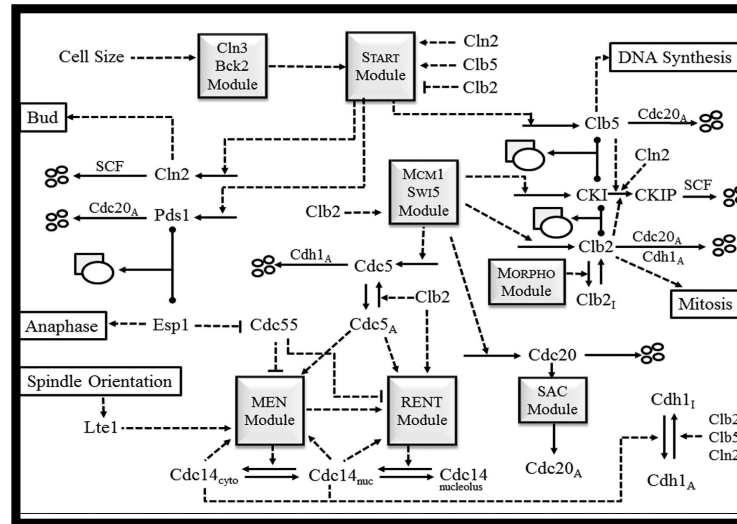 Cell Size
Cln3
Bck2
Module
START
Module
Cln2
Clb5
Clb2
DNA Synthesis
Bud
SCF
Cln2
Cdc20A
Pds1
Clb5
Cdc20A
Cln2
MCM1
SWI5
Module
CKI
CKIP
SCF
Clb2
Clb2
Cdc20A
Cdh1A
Cdh1A
Cdc5
MORPHO
Module
Clb2I
Mitosis
Clb2
Anaphase
Esp1
Cdc55
Cdc5A
Cdc20
Spindle Orientation
MEN
Module
RENT
Module
SAC
Module
Cdh1I
Lte1
Clb2
Clb5
Cln2
Cdc14cyto
Cdc14nuc
Cdc14
nucleolus
Cdc20A
Cdh1A